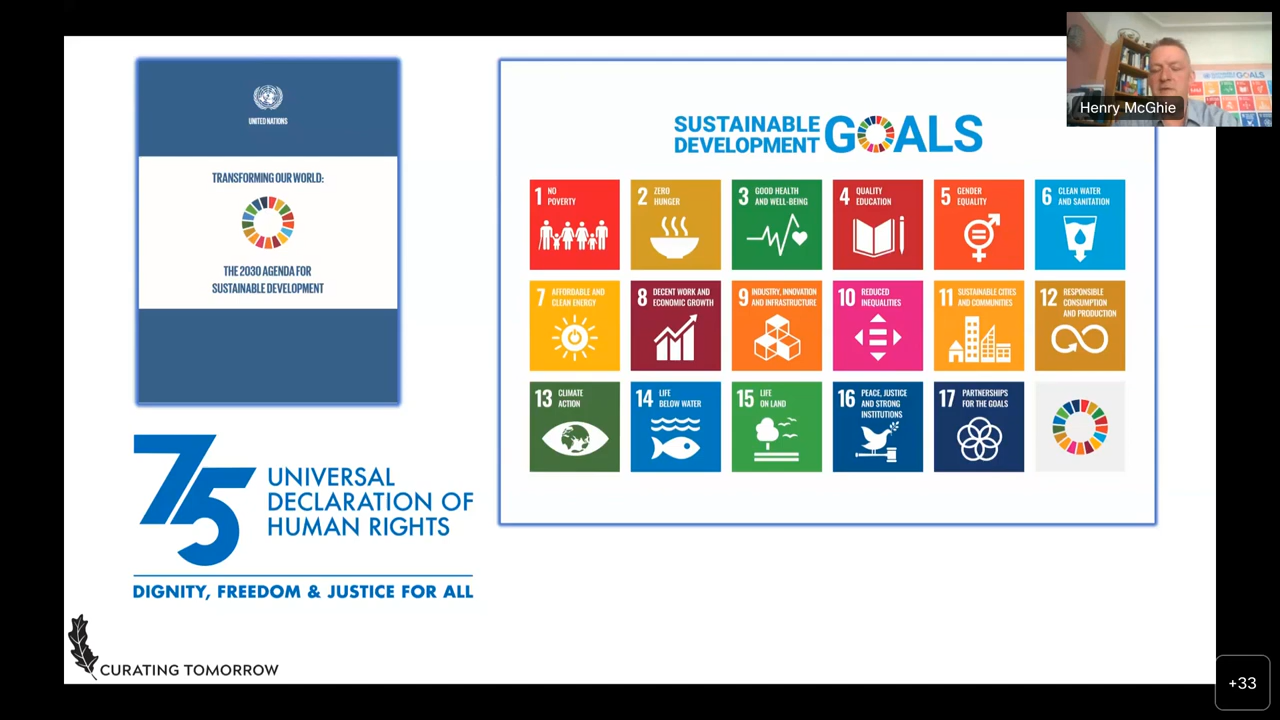 UNITED NATIONS
TRANSFORMING OUR WORLD:
THE 2030 AGENDA FOR
SUSTAINABLE DEVELOPMENT
75
UNIVERSAL
DECLARATION OF
HUMAN RIGHTS
DIGNITY, FREEDOM & JUSTICE FOR ALL
CURATING TOMORROW
SUSTAINABLE
DEVELOPMENT
GOALS
1 NO
POVERTY
2 ZERO
HUNGER
3 GOOD HEALTH
AND WELL-BEING
4 QUALITY
EDUCATION
5 GENDER
EQUALITY
6 CLEAN WATER
AND SANITATION
7 AFFORDABLE AND
CLEAN ENERGY
8 DECENT WORK AND
ECONOMIC GROWTH
9 INDUSTRY, INNOVATION
AND INFRASTRUCTURE
10 REDUCED
INEQUALITIES
11 SUSTAINABLE CITIES
AND COMMUNITIES
12 RESPONSIBLE
CONSUMPTION
AND PRODUCTION
13 CLIMATE
ACTION
14 LIFE
BELOW WATER
15 LIFE
ON LAND
16 PEACE, JUSTICE
AND STRONG
INSTITUTIONS
17 PARTNERSHIPS
FOR THE GOALS
GOALS
Henry McGhie
+33